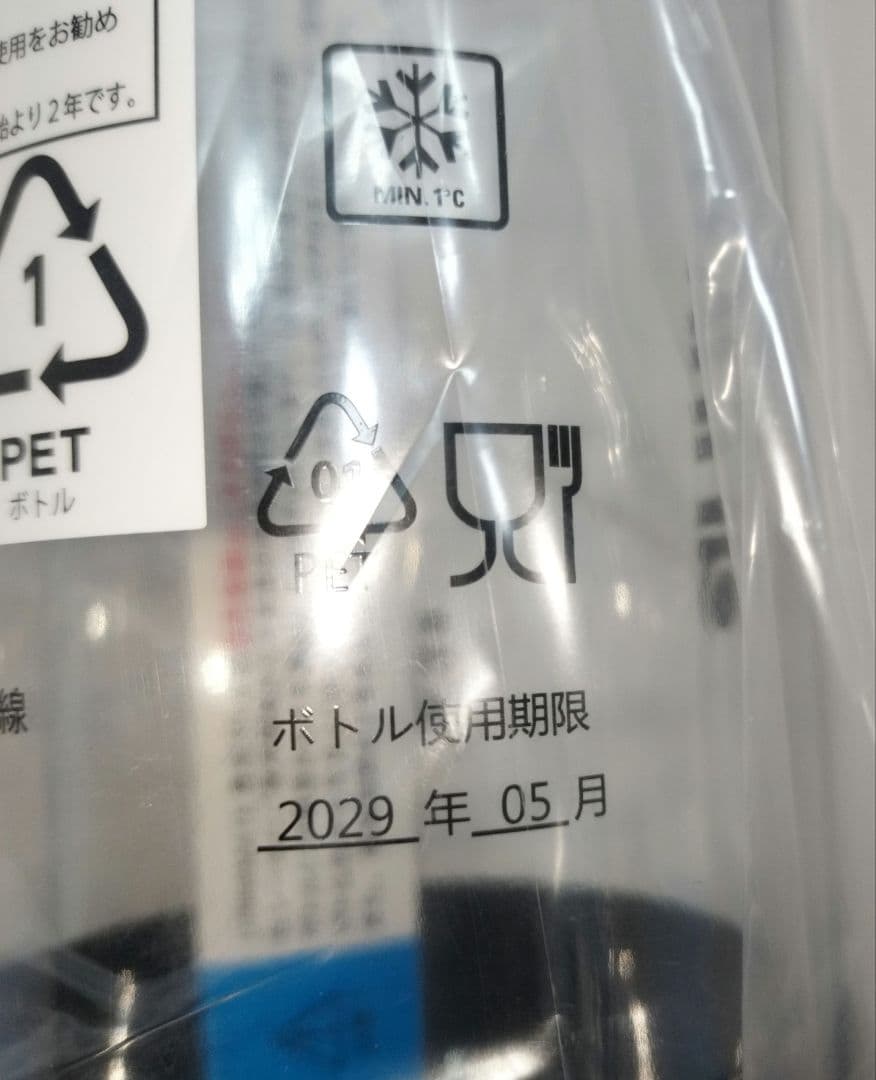 使用をお勧め
始より2年です。
1
PET
ボトル
MIN. 1°C
01
PET
線
ボトル使用期限
2029 年 05 月